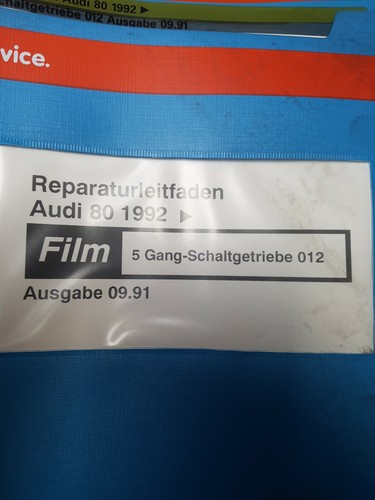 Audi 80 1992 ▶
chaltgetriebe 012 Ausgabe 09.91
vice.
Reparaturleitfaden
Audi 80 1992 ▶
Film 5 Gang-Schaltgetriebe 012
Ausgabe 09.91